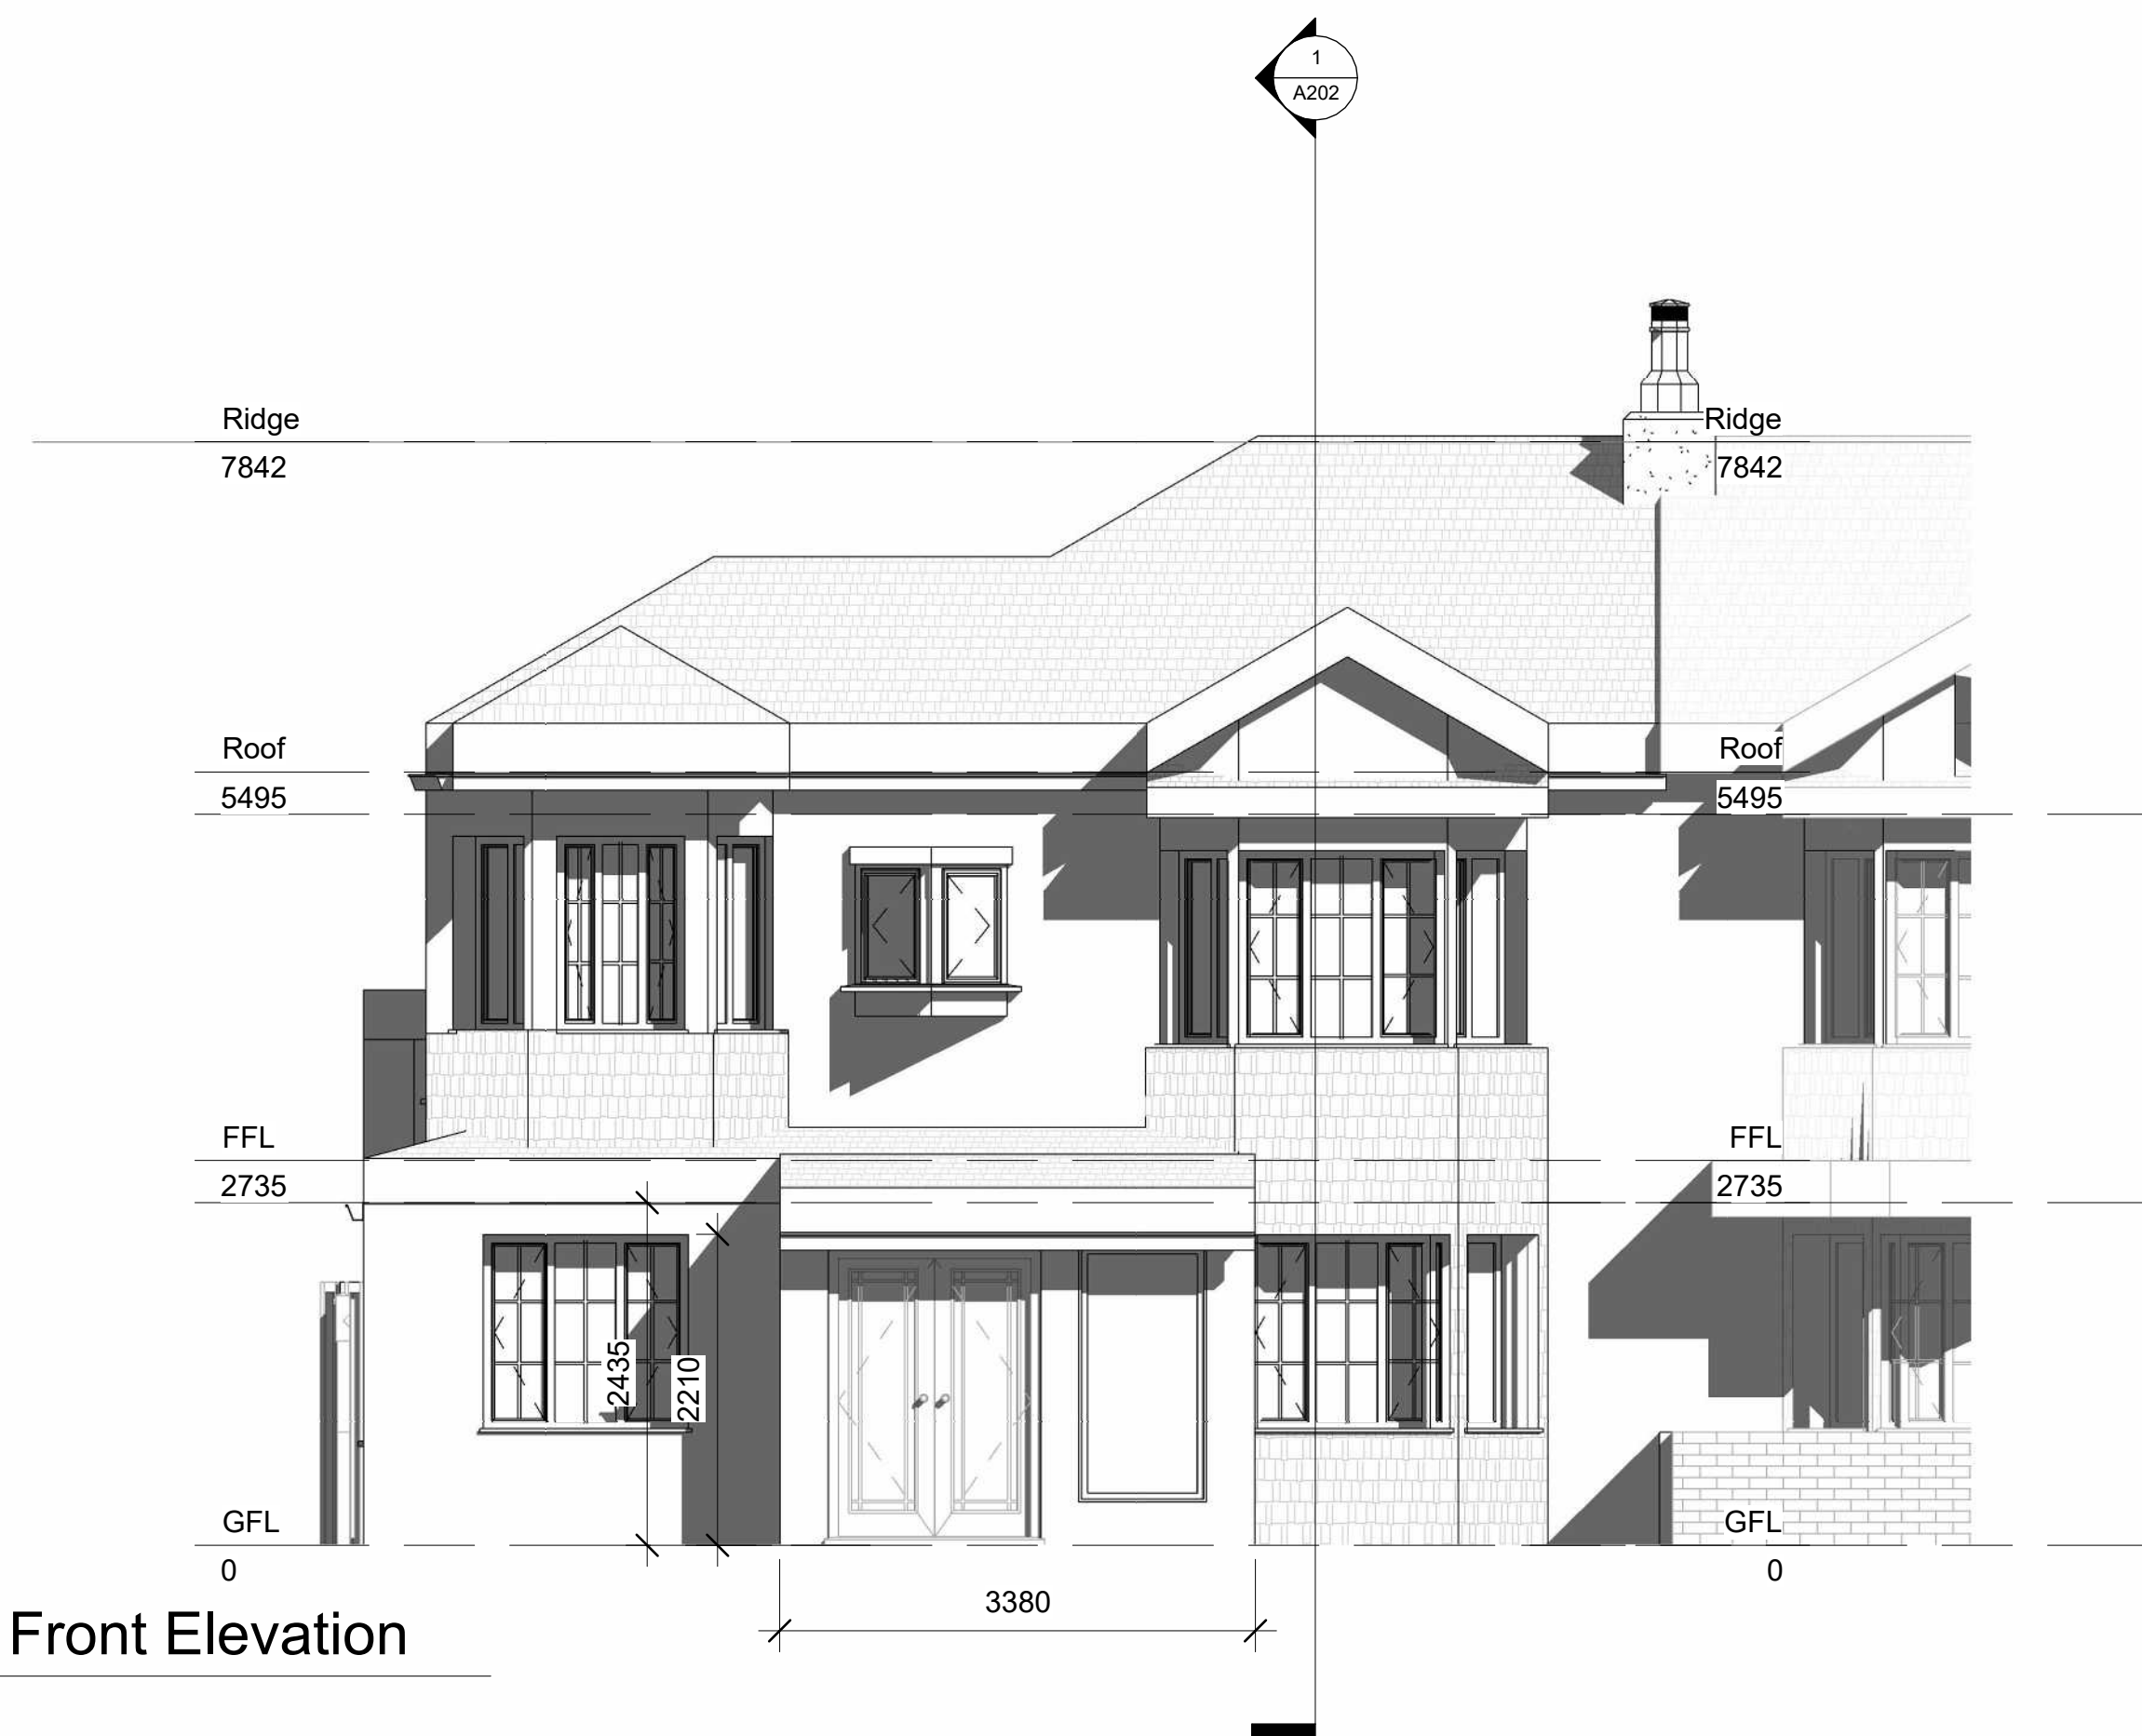 1
A202
Ridge
7842
Ridge
7842
Roof
5495
Roof
5495
FFL
2735
FFL
2735
2435
2210
GFL
0
GFL
0
3380
Front Elevation